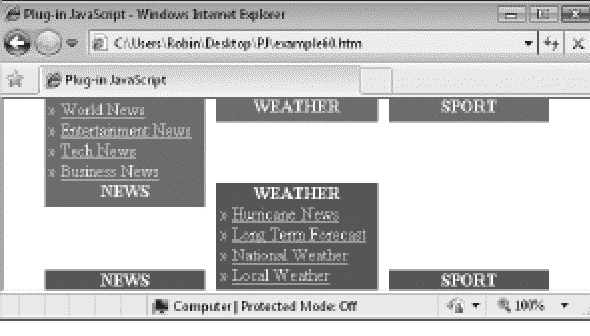 Plug-in JavaScript - Windows Internet Explorer
C:\Users\Robin\Desktop\PJ\example60.htm
Plug-in JavaScript
» World News
» Entertainment News
» Tech News
» Business News
NEWS
WEATHER
SPORT
WEATHER
» Hurricane News
» Long Term Forecast
» National Weather
» Local Weather
NEWS
SPORT
Computer | Protected Mode: Off
100%